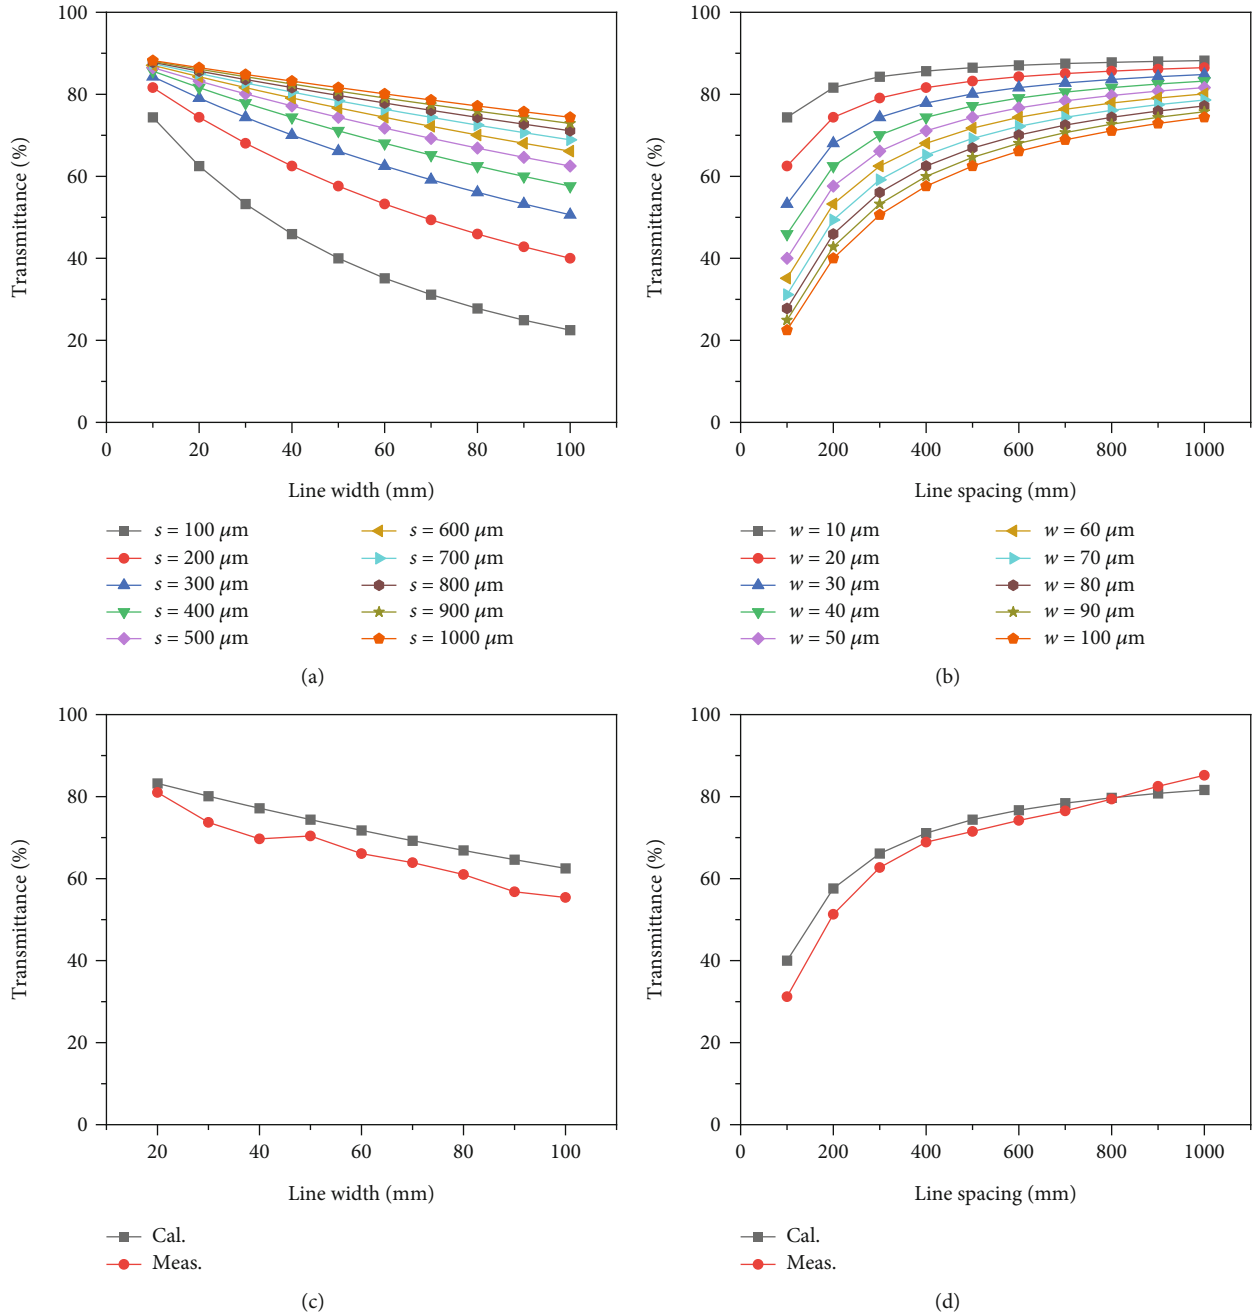 100
80
60
40
20
0
Transmittance (%)
0 20 40 60 80 100
Line width (mm)
s = 100 μm
s = 200 μm
s = 300 μm
s = 400 μm
s = 500 μm
s = 600 μm
s = 700 μm
s = 800 μm
s = 900 μm
s = 1000 μm
(a)
100
80
60
40
20
0
Transmittance (%)
0 200 400 600 800 1000
Line spacing (mm)
w = 10 μm
w = 20 μm
w = 30 μm
w = 40 μm
w = 50 μm
w = 60 μm
w = 70 μm
w = 80 μm
w = 90 μm
w = 100 μm
(b)
100
80
60
40
20
0
Transmittance (%)
20 40 60 80 100
Line width (mm)
Cal.
Meas.
(c)
100
80
60
40
20
0
Transmittance (%)
0 200 400 600 800 1000
Line spacing (mm)
Cal.
Meas.
(d)